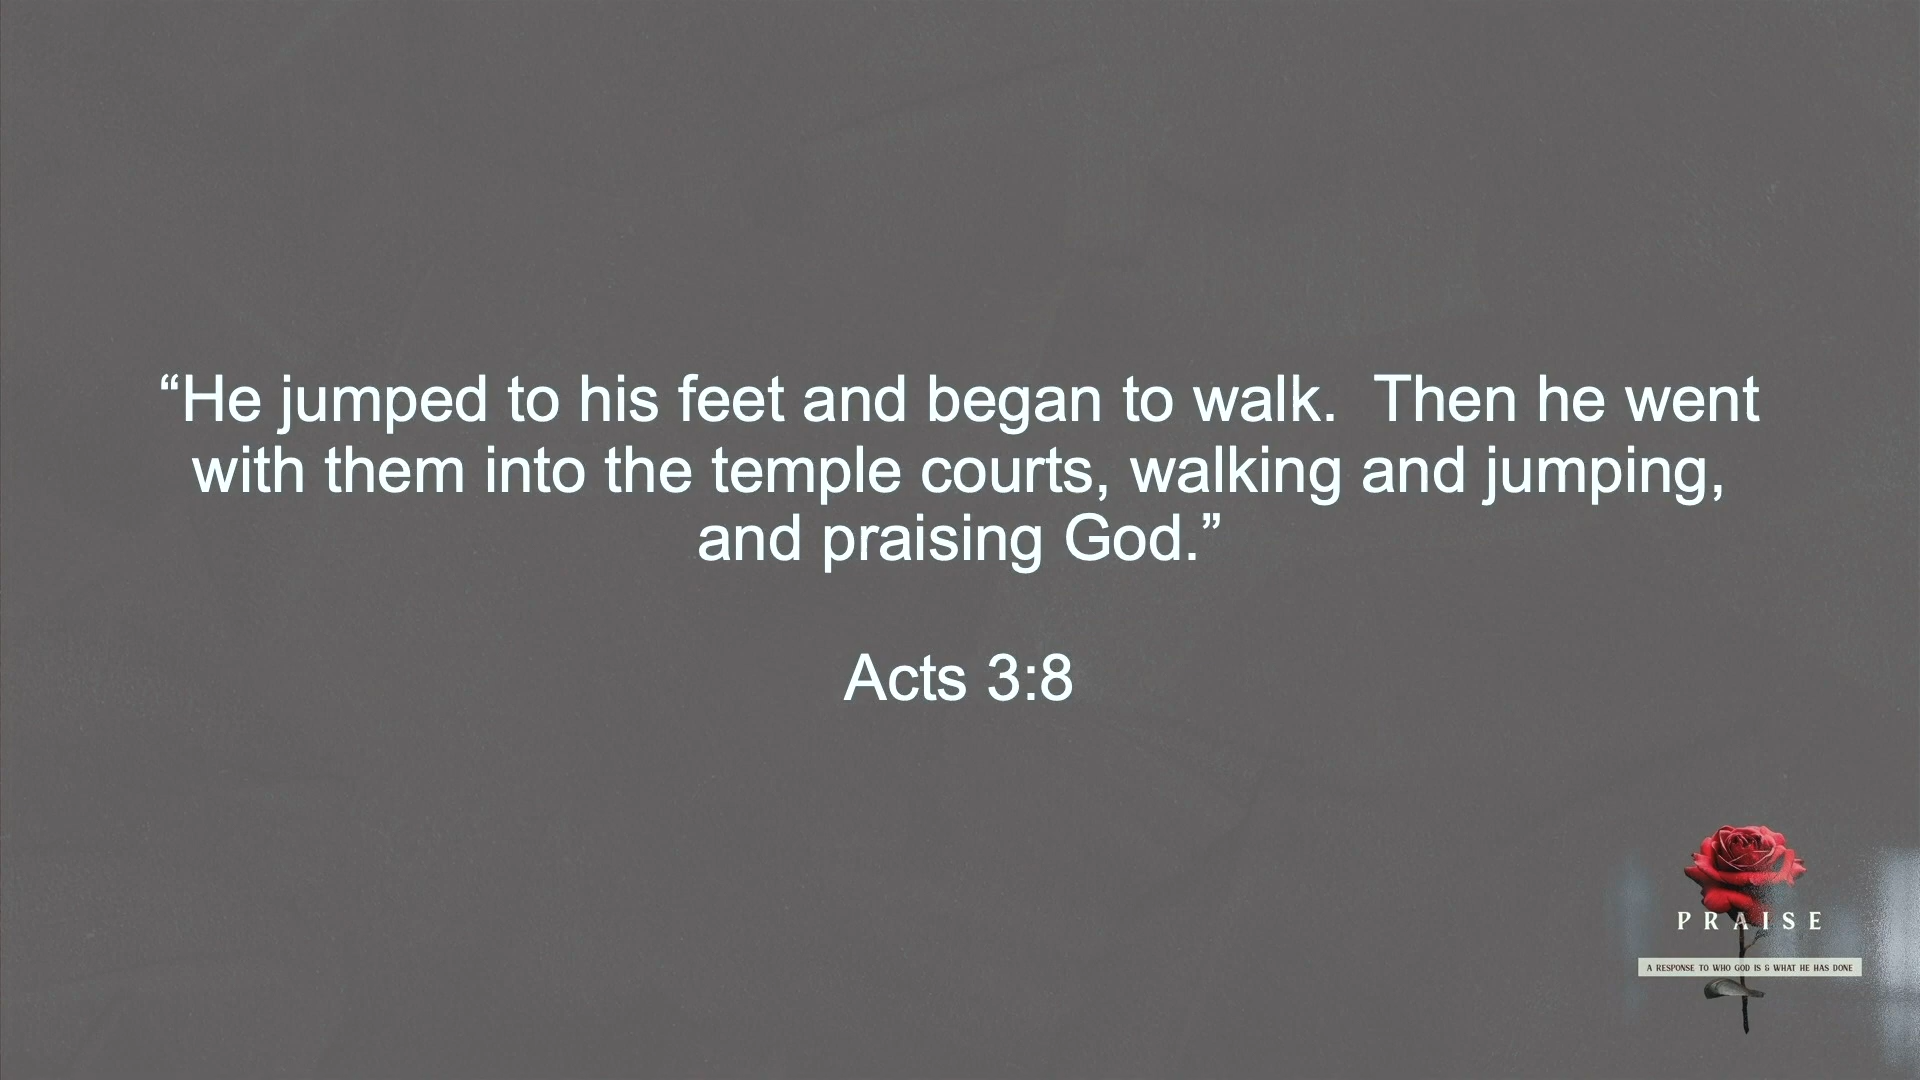 “He jumped to his feet and began to walk.  Then he went
with them into the temple courts, walking and jumping,
and praising God.”
Acts 3:8
PRAISE
A RESPONSE TO WHO GOD IS & WHAT HE HAS DONE